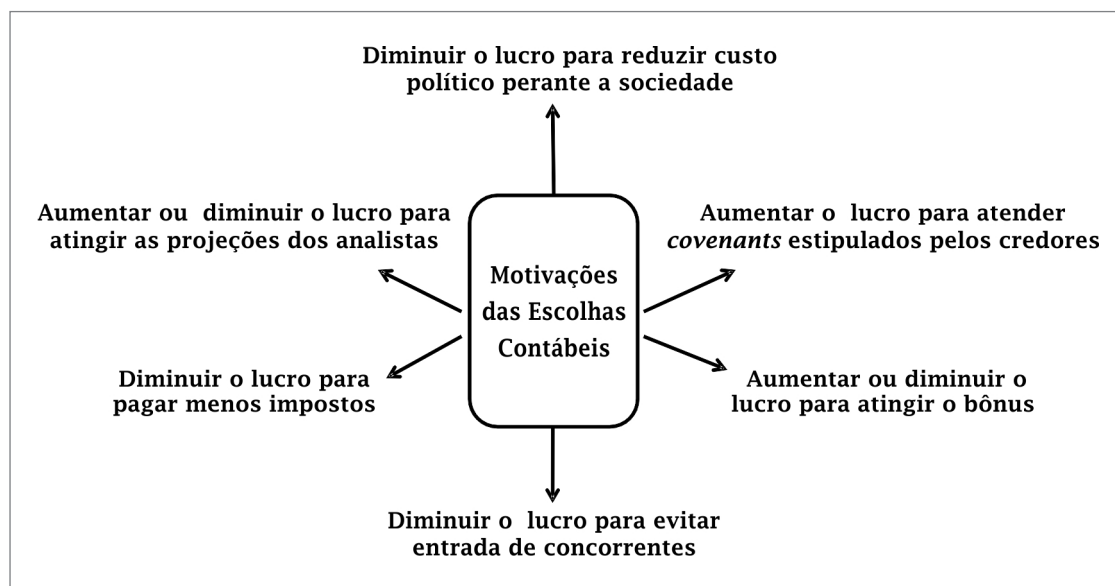 Diminuir o lucro para reduzir custo
político perante a sociedade
Aumentar ou diminuir o lucro para
atingir as projeções dos analistas
Aumentar o lucro para atender
covenants estipulados pelos credores
Motivações
das Escolhas
Contábeis
Diminuir o lucro para
pagar menos impostos
Aumentar ou diminuir o
lucro para atingir o bônus
Diminuir o lucro para evitar
entrada de concorrentes